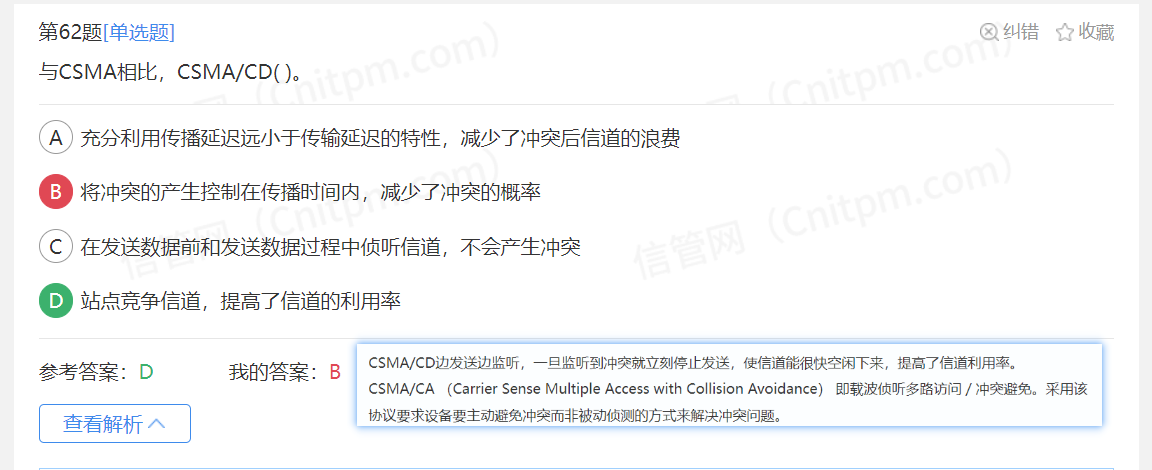 第62题[单选题]
纠错 收藏
与CSMA相比，CSMA/CD( )。
A 充分利用传播延迟远小于传输延迟的特性，减少了冲突后信道的浪费
B 将冲突的产生控制在传播时间内，减少了冲突的概率
C 在发送数据前和发送数据过程中侦听信道，不会产生冲突
D 站点竞争信道，提高了信道的利用率
参考答案：D 我的答案：B
CSMA/CD边发送边监听，一旦监听到冲突就立刻停止发送，使信道能很快空闲下来，提高了信道利用率。
CSMA/CA （Carrier Sense Multiple Access with Collision Avoidance） 即载波侦听多路访问 / 冲突避免。采用该
协议要求设备要主动避免冲突而非被动侦测的方式来解决冲突问题。
查看解析
信管网（Cnitpm.com）
信管网（Cnitpm.com）